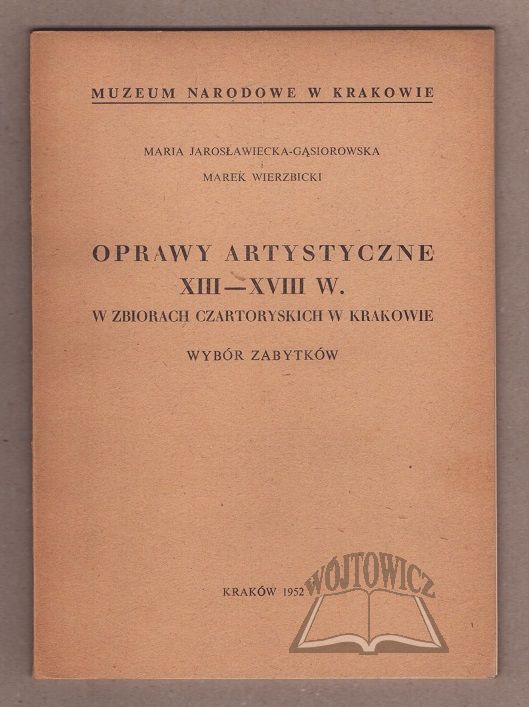 MUZEUM NARODOWE W KRAKOWIE
MARIA JAROSŁAWIECKA-GĄSIOROWSKA
i
MAREK WIERZBICKI
OPRAWY ARTYSTYCZNE
XIII—XVIII W.
W ZBIORACH CZARTORYSKICH W KRAKOWIE
WYBÓR ZABYTKÓW
KRAKÓW 1952
WÓJTOWICZ